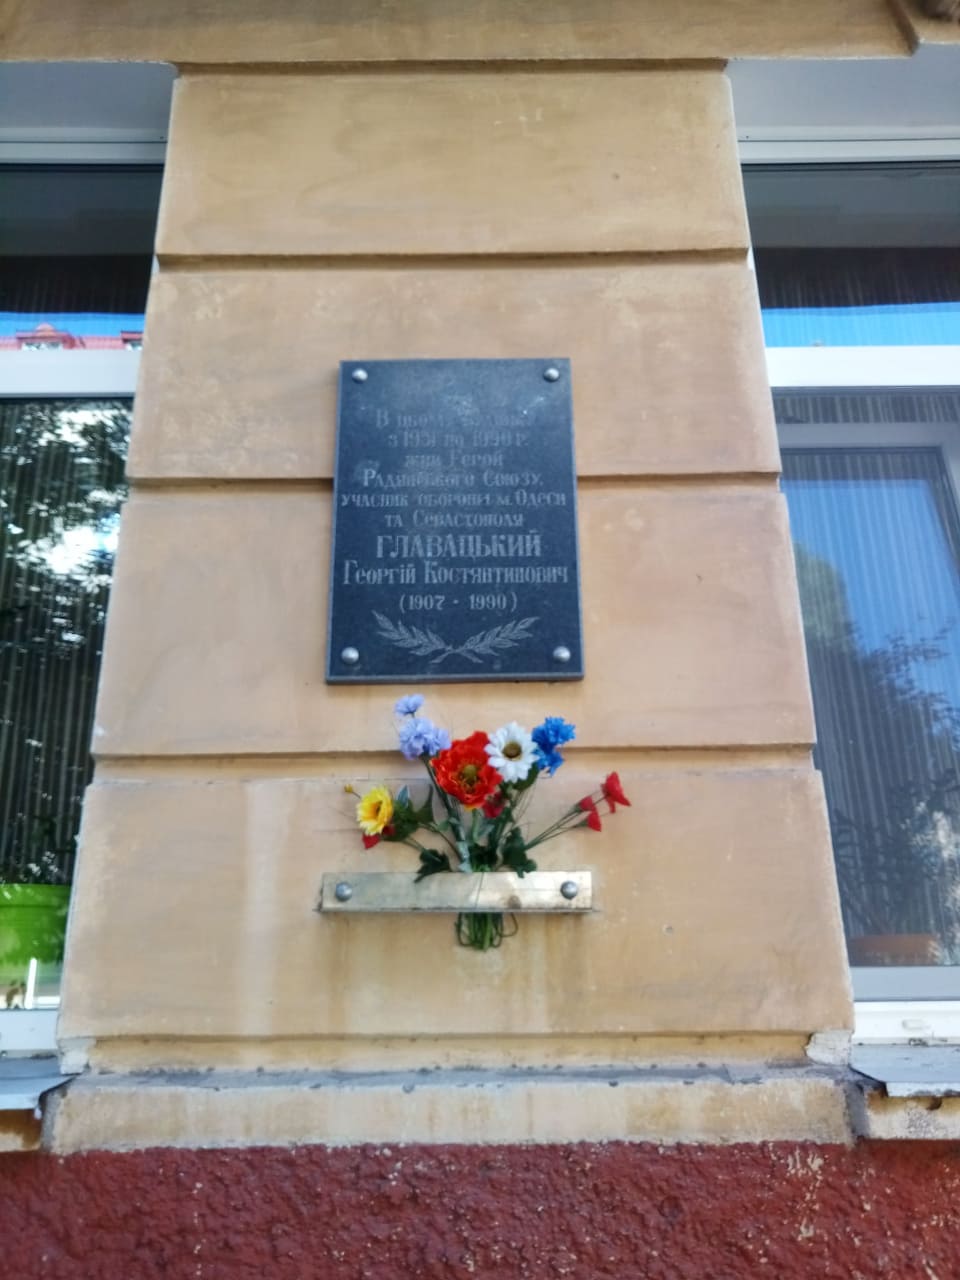 В цьому будинку
з 1951 по 1990 р.
жив Герой
Радянського Союзу,
учасник оборони м. Одеси
та Севастополя
ГЛАВАЦЬКИЙ
Георгій Костянтинович
(1907 - 1990)